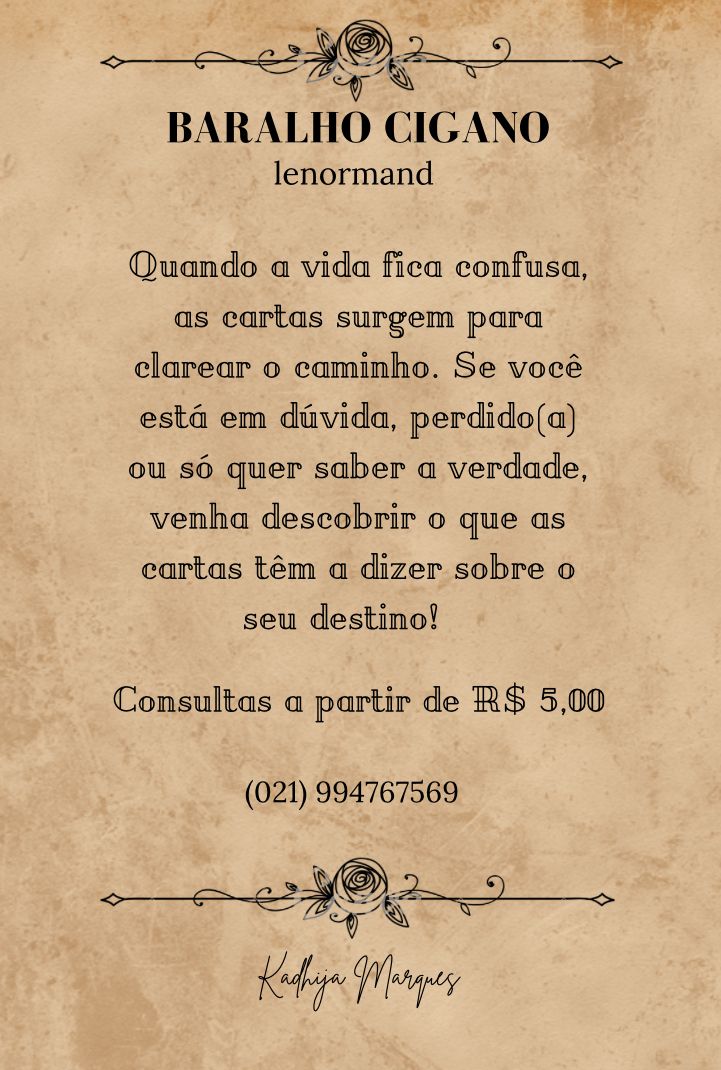 BARALHO CIGANO
lenormand
Quando a vida fica confusa,
as cartas surgem para
clarear o caminho. Se você
está em dúvida, perdido(a)
ou só quer saber a verdade,
venha descobrir o que as
cartas têm a dizer sobre o
seu destino!
Consultas a partir de R$ 5,00
(021) 994767569
Kadhija Marques